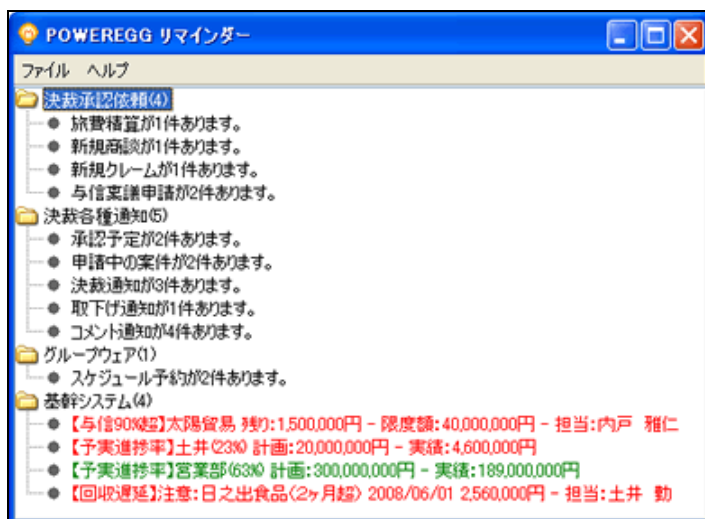 POWEREGG リマインダー
ファイル ヘルプ
決裁承認依頼(4)
旅費精算が1件あります。
新規商談が1件あります。
新規クレームが1件あります。
与信稟議申請が2件あります。
決裁各種通知(5)
承認予定が2件あります。
申請中の案件が2件あります。
決裁通知が3件あります。
取下げ通知が1件あります。
コメント通知が4件あります。
グループウェア(1)
スケジュール予約が2件あります。
基幹システム(4)
【与信90%超】太陽貿易 残り:1,500,000円 - 限度額:40,000,000円 - 担当:内戸 雅仁
【予実進捗率】土井(23%) 計画:20,000,000円 - 実績:4,600,000円
【予実進捗率】営業部(63%) 計画:300,000,000円 - 実績:189,000,000円
【回収遅延】注意:日之出食品(2ヶ月超) 2008/06/01 2,560,000円 - 担当:土井 勤